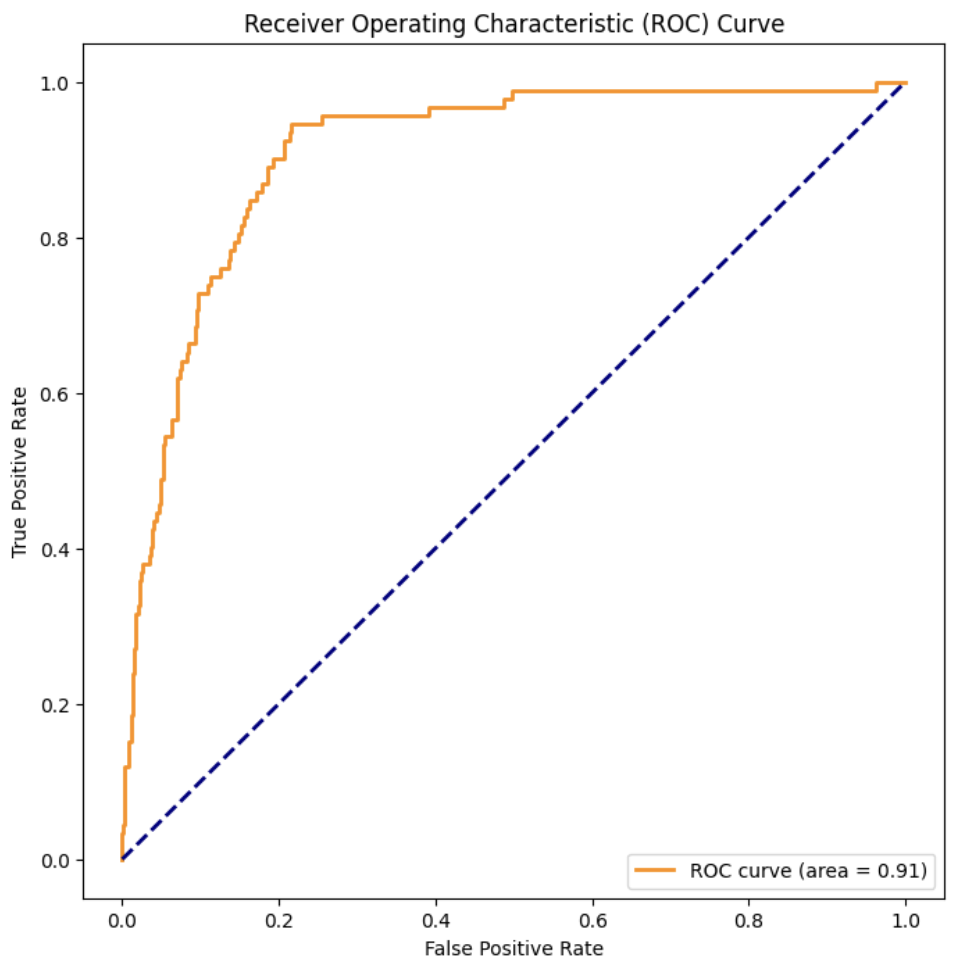 Receiver Operating Characteristic (ROC) Curve
1.0
0.8
0.6
0.4
0.2
0.0
True Positive Rate
ROC curve (area = 0.91)
0.0 0.2 0.4 0.6 0.8 1.0
False Positive Rate